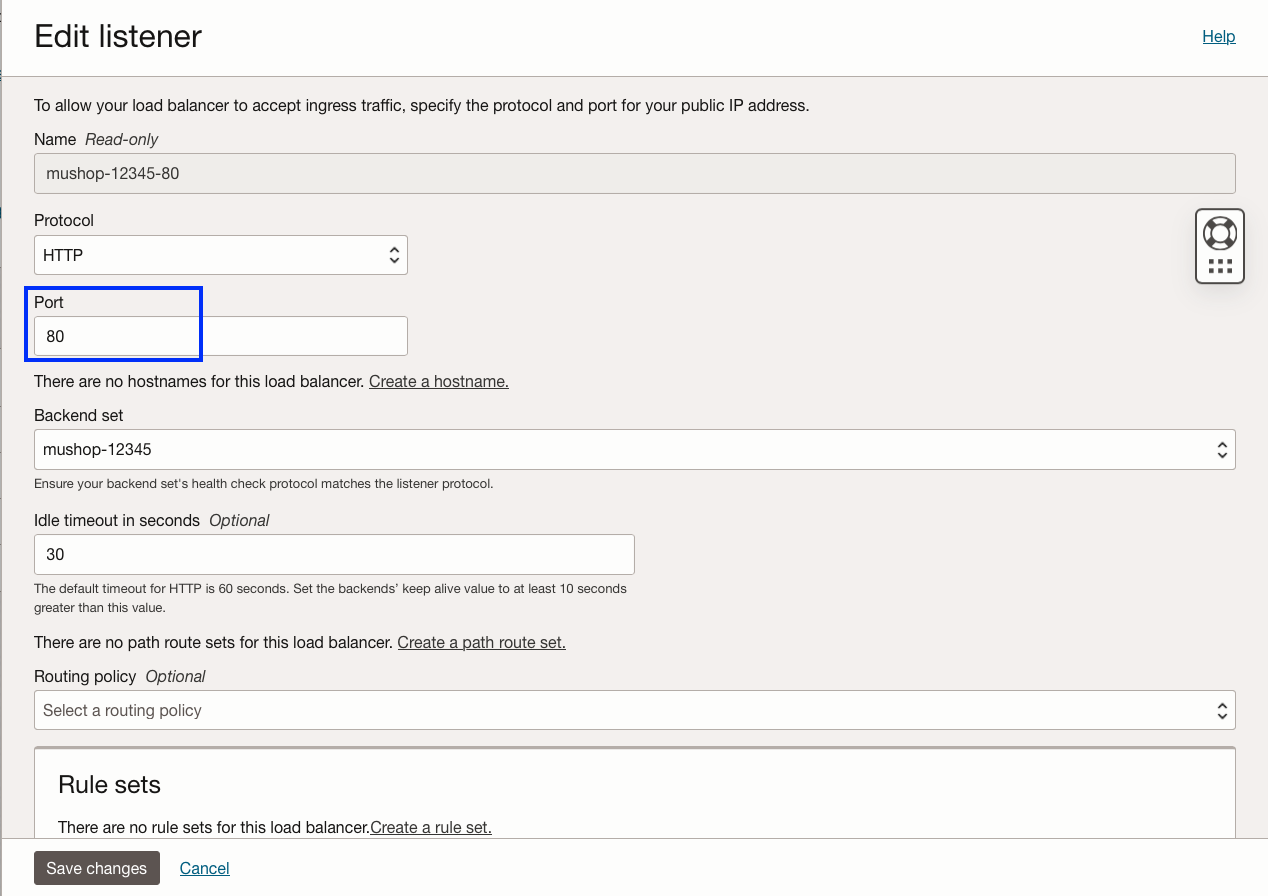 Edit listener
Help
To allow your load balancer to accept ingress traffic, specify the protocol and port for your public IP address.
Name Read-only
mushop-12345-80
Protocol
HTTP
Port
80
There are no hostnames for this load balancer. Create a hostname.
Backend set
mushop-12345
Ensure your backend set's health check protocol matches the listener protocol.
Idle timeout in seconds Optional
30
The default timeout for HTTP is 60 seconds. Set the backends’ keep alive value to at least 10 seconds
greater than this value.
There are no path route sets for this load balancer. Create a path route set.
Routing policy Optional
Select a routing policy
Rule sets
There are no rule sets for this load balancer.Create a rule set.
Save changes
Cancel